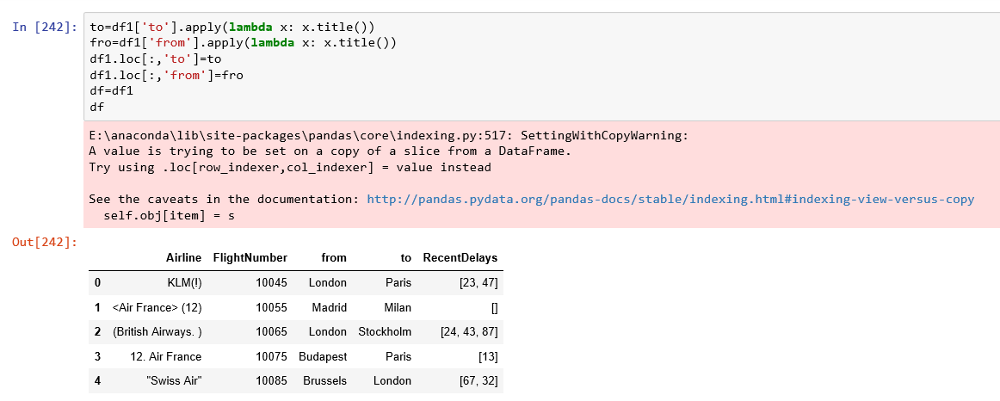 In [242]: to=df1['to'].apply(lambda x: x.title())
fro=df1['from'].apply(lambda x: x.title())
df1.loc[:,'to']=to
df1.loc[:,'from']=fro
df=df1
df
E:\anaconda\lib\site-packages\pandas\core\indexing.py:517: SettingWithCopyWarning:
A value is trying to be set on a copy of a slice from a DataFrame.
Try using .loc[row_indexer,col_indexer] = value instead
See the caveats in the documentation: http://pandas.pydata.org/pandas-docs/stable/indexing.html#indexing-view-versus-copy
self.obj[item] = s
Out[242]:
Airline FlightNumber from to RecentDelays
0 KLM(!) 10045 London Paris [23, 47]
1 <Air France> (12) 10055 Madrid Milan []
2 (British Airways. ) 10065 London Stockholm [24, 43, 87]
3 12. Air France 10075 Budapest Paris [13]
4 "Swiss Air" 10085 Brussels London [67, 32]